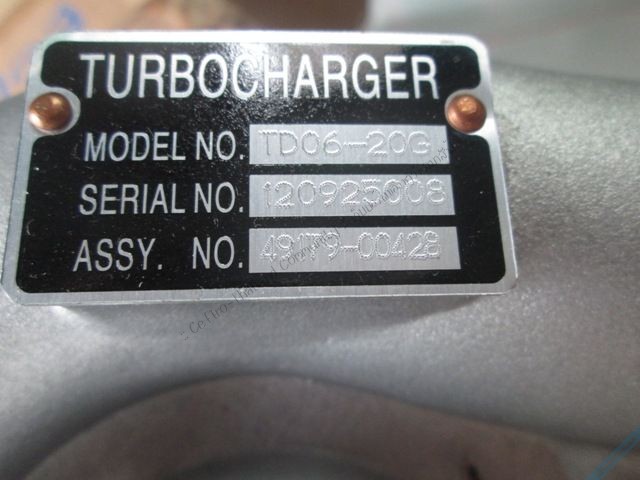 TURBOCHARGER
MODEL NO. TD06-20G
SERIAL NO. 120925008
ASSY. NO. 49179-00428